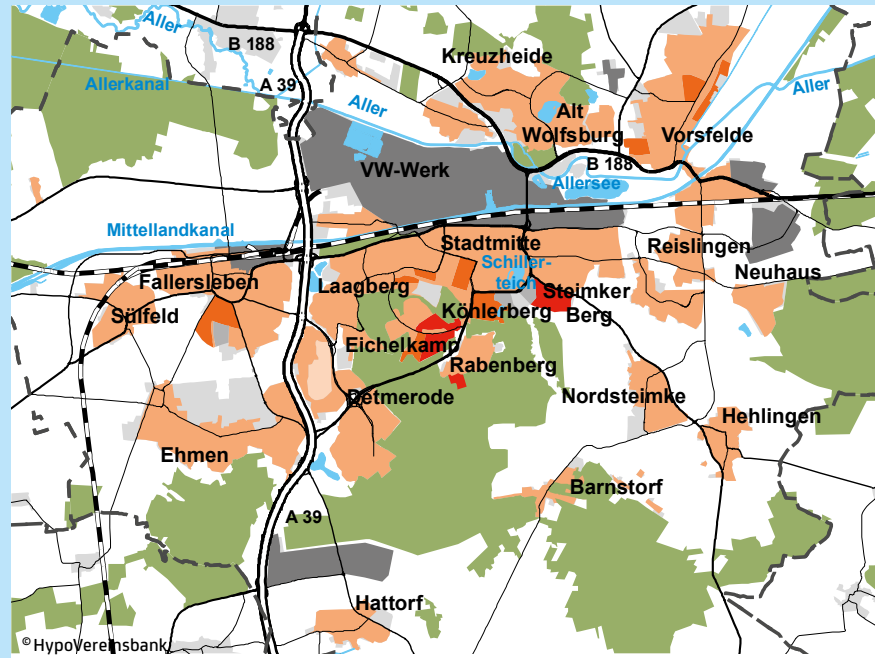 Aller
B 188
Kreuzheide
Allerkanal
A 39
Aller
Aller
Alt
Wolfsburg
Vorsfelde
VW-Werk
B 188
Allersee
Mittellandkanal
Stadtmitte
Reislingen
Schiller-
teich
Neuhaus
Fallersleben
Laagberg
Steimker
Berg
Sülfeld
Köhlerberg
Eichelkamp
Rabenberg
Detmerode
Nordsteimke
Hehlingen
Ehmen
Barnstorf
A 39
Hattorf
© HypoVereinsbank